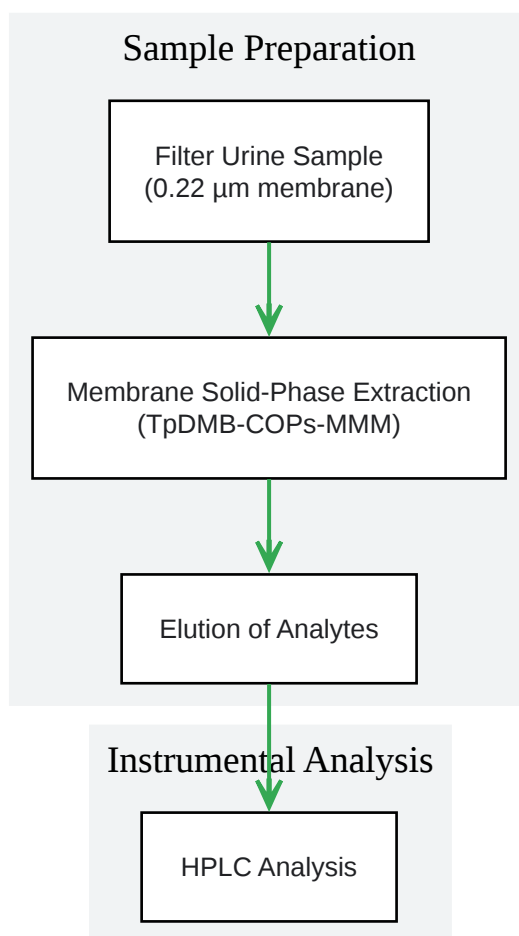 Sample Preparation
Filter Urine Sample
(0.22 µm membrane)
Membrane Solid-Phase Extraction
(TpDMB-COPs-MMM)
Elution of Analytes
Instrumental Analysis
HPLC Analysis